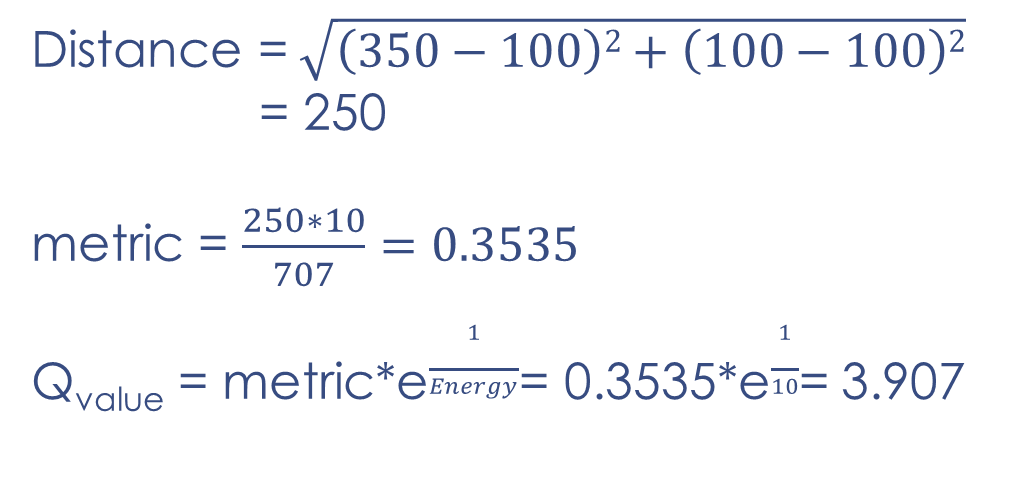 Distance = √(350 − 100)² + (100 − 100)²
= 250
metric = 250*10/707 = 0.3535
Q_value = metric*e^(1/Energy) = 0.3535*e^(1/10) = 3.907